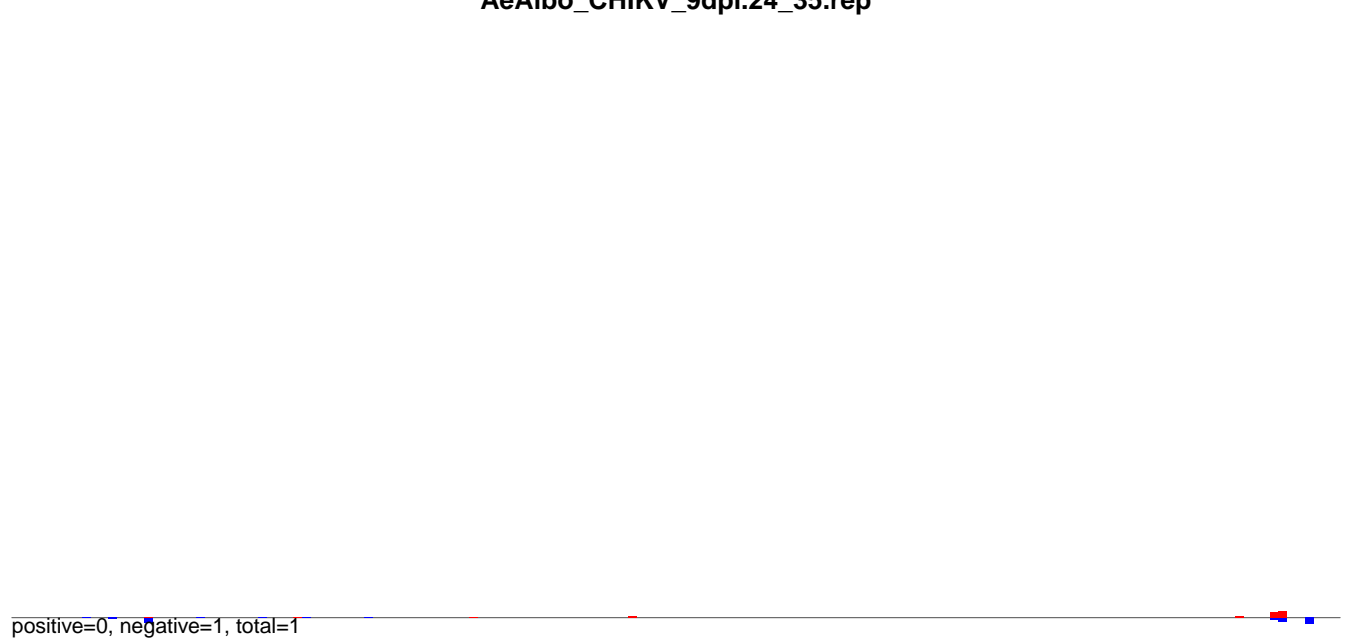 AeAlbo_CHIKV_9dpi.24_35.rep
positive=0, negative=1, total=1